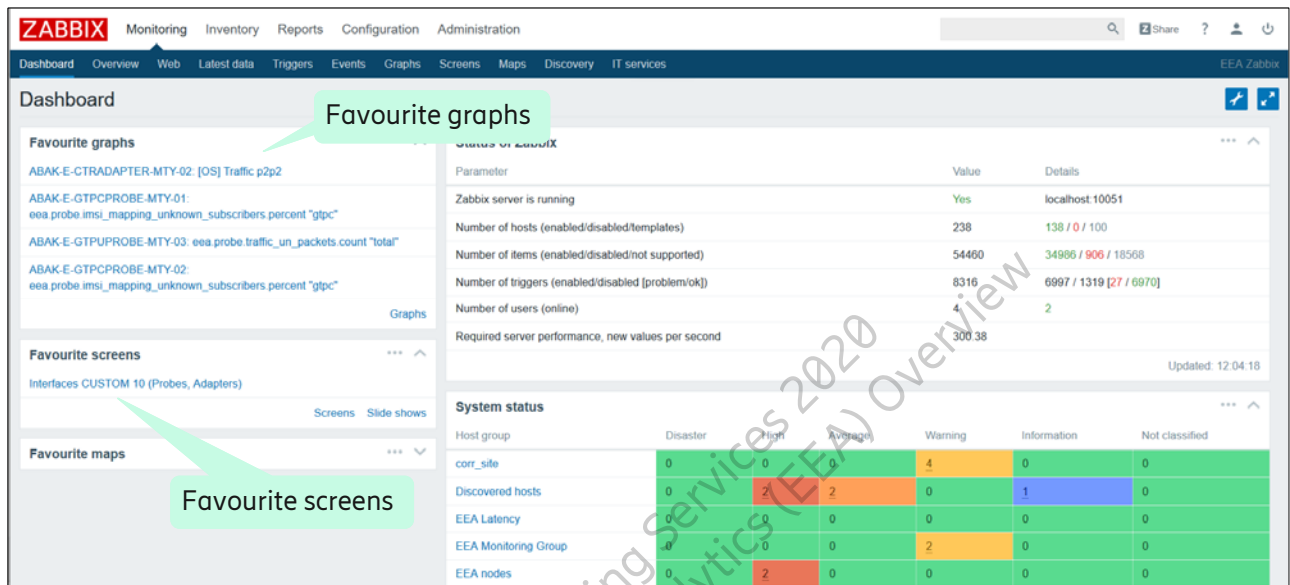 ZABBIX Monitoring Inventory Reports Configuration Administration Z Share ?
Dashboard Overview Web Latest data Triggers Events Graphs Screens Maps Discovery IT services EEA Zabbix
Dashboard
Favourite graphs
Favourite graphs
ABAK-E-CTRADAPTER-MTY-02: [OS] Traffic p2p2
ABAK-E-GTPCPROBE-MTY-01:
eea.probe.imsi_mapping_unknown_subscribers.percent "gtpc"
ABAK-E-GTPUPROBE-MTY-03: eea.probe.traffic_un_packets.count "total"
ABAK-E-GTPCPROBE-MTY-02:
eea.probe.imsi_mapping_unknown_subscribers.percent "gtpc"
Graphs
Favourite screens
Interfaces CUSTOM 10 (Probes, Adapters)
Screens Slide shows
Favourite maps
Favourite screens
Status of Zabbix
Parameter Value Details
Zabbix server is running Yes localhost:10051
Number of hosts (enabled/disabled/templates) 238 138 / 0 / 100
Number of items (enabled/disabled/not supported) 54460 34986 / 906 / 18568
Number of triggers (enabled/disabled [problem/ok]) 8316 6997 / 1319 [27 / 6970]
Number of users (online) 4 2
Required server performance, new values per second 300.38
Updated: 12:04:18
System status
Host group Disaster High Average Warning Information Not classified
corr_site 0 0 0 4 0 0
Discovered hosts 0 2 2 0 1 0
EEA Latency 0 0 0 0 0 0
EEA Monitoring Group 0 0 0 2 0 0
EEA nodes 0 2 0 0 0 0
ing Services 2020
lytics (EEA) Overview